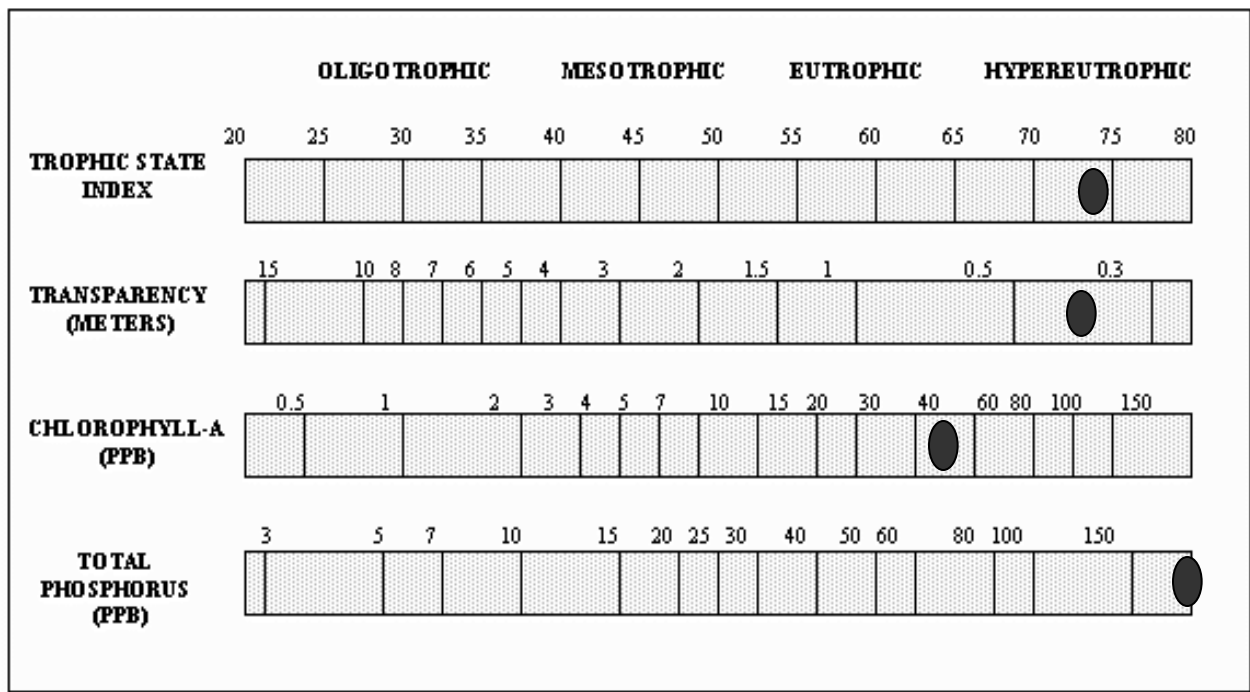 OLIGOTROPHIC MESOTROPHIC EUTROPHIC HYPEREUTROPHIC
20 25 30 35 40 45 50 55 60 65 70 75 80
TROPHIC STATE
INDEX
15 10 8 7 6 5 4 3 2 1.5 1 0.5 0.3
TRANSPARENCY
(METERS)
0.5 1 2 3 4 5 7 10 15 20 30 40 60 80 100 150
CHLOROPHYLL-A
(PPB)
3 5 7 10 15 20 25 30 40 50 60 80 100 150
TOTAL
PHOSPHORUS
(PPB)